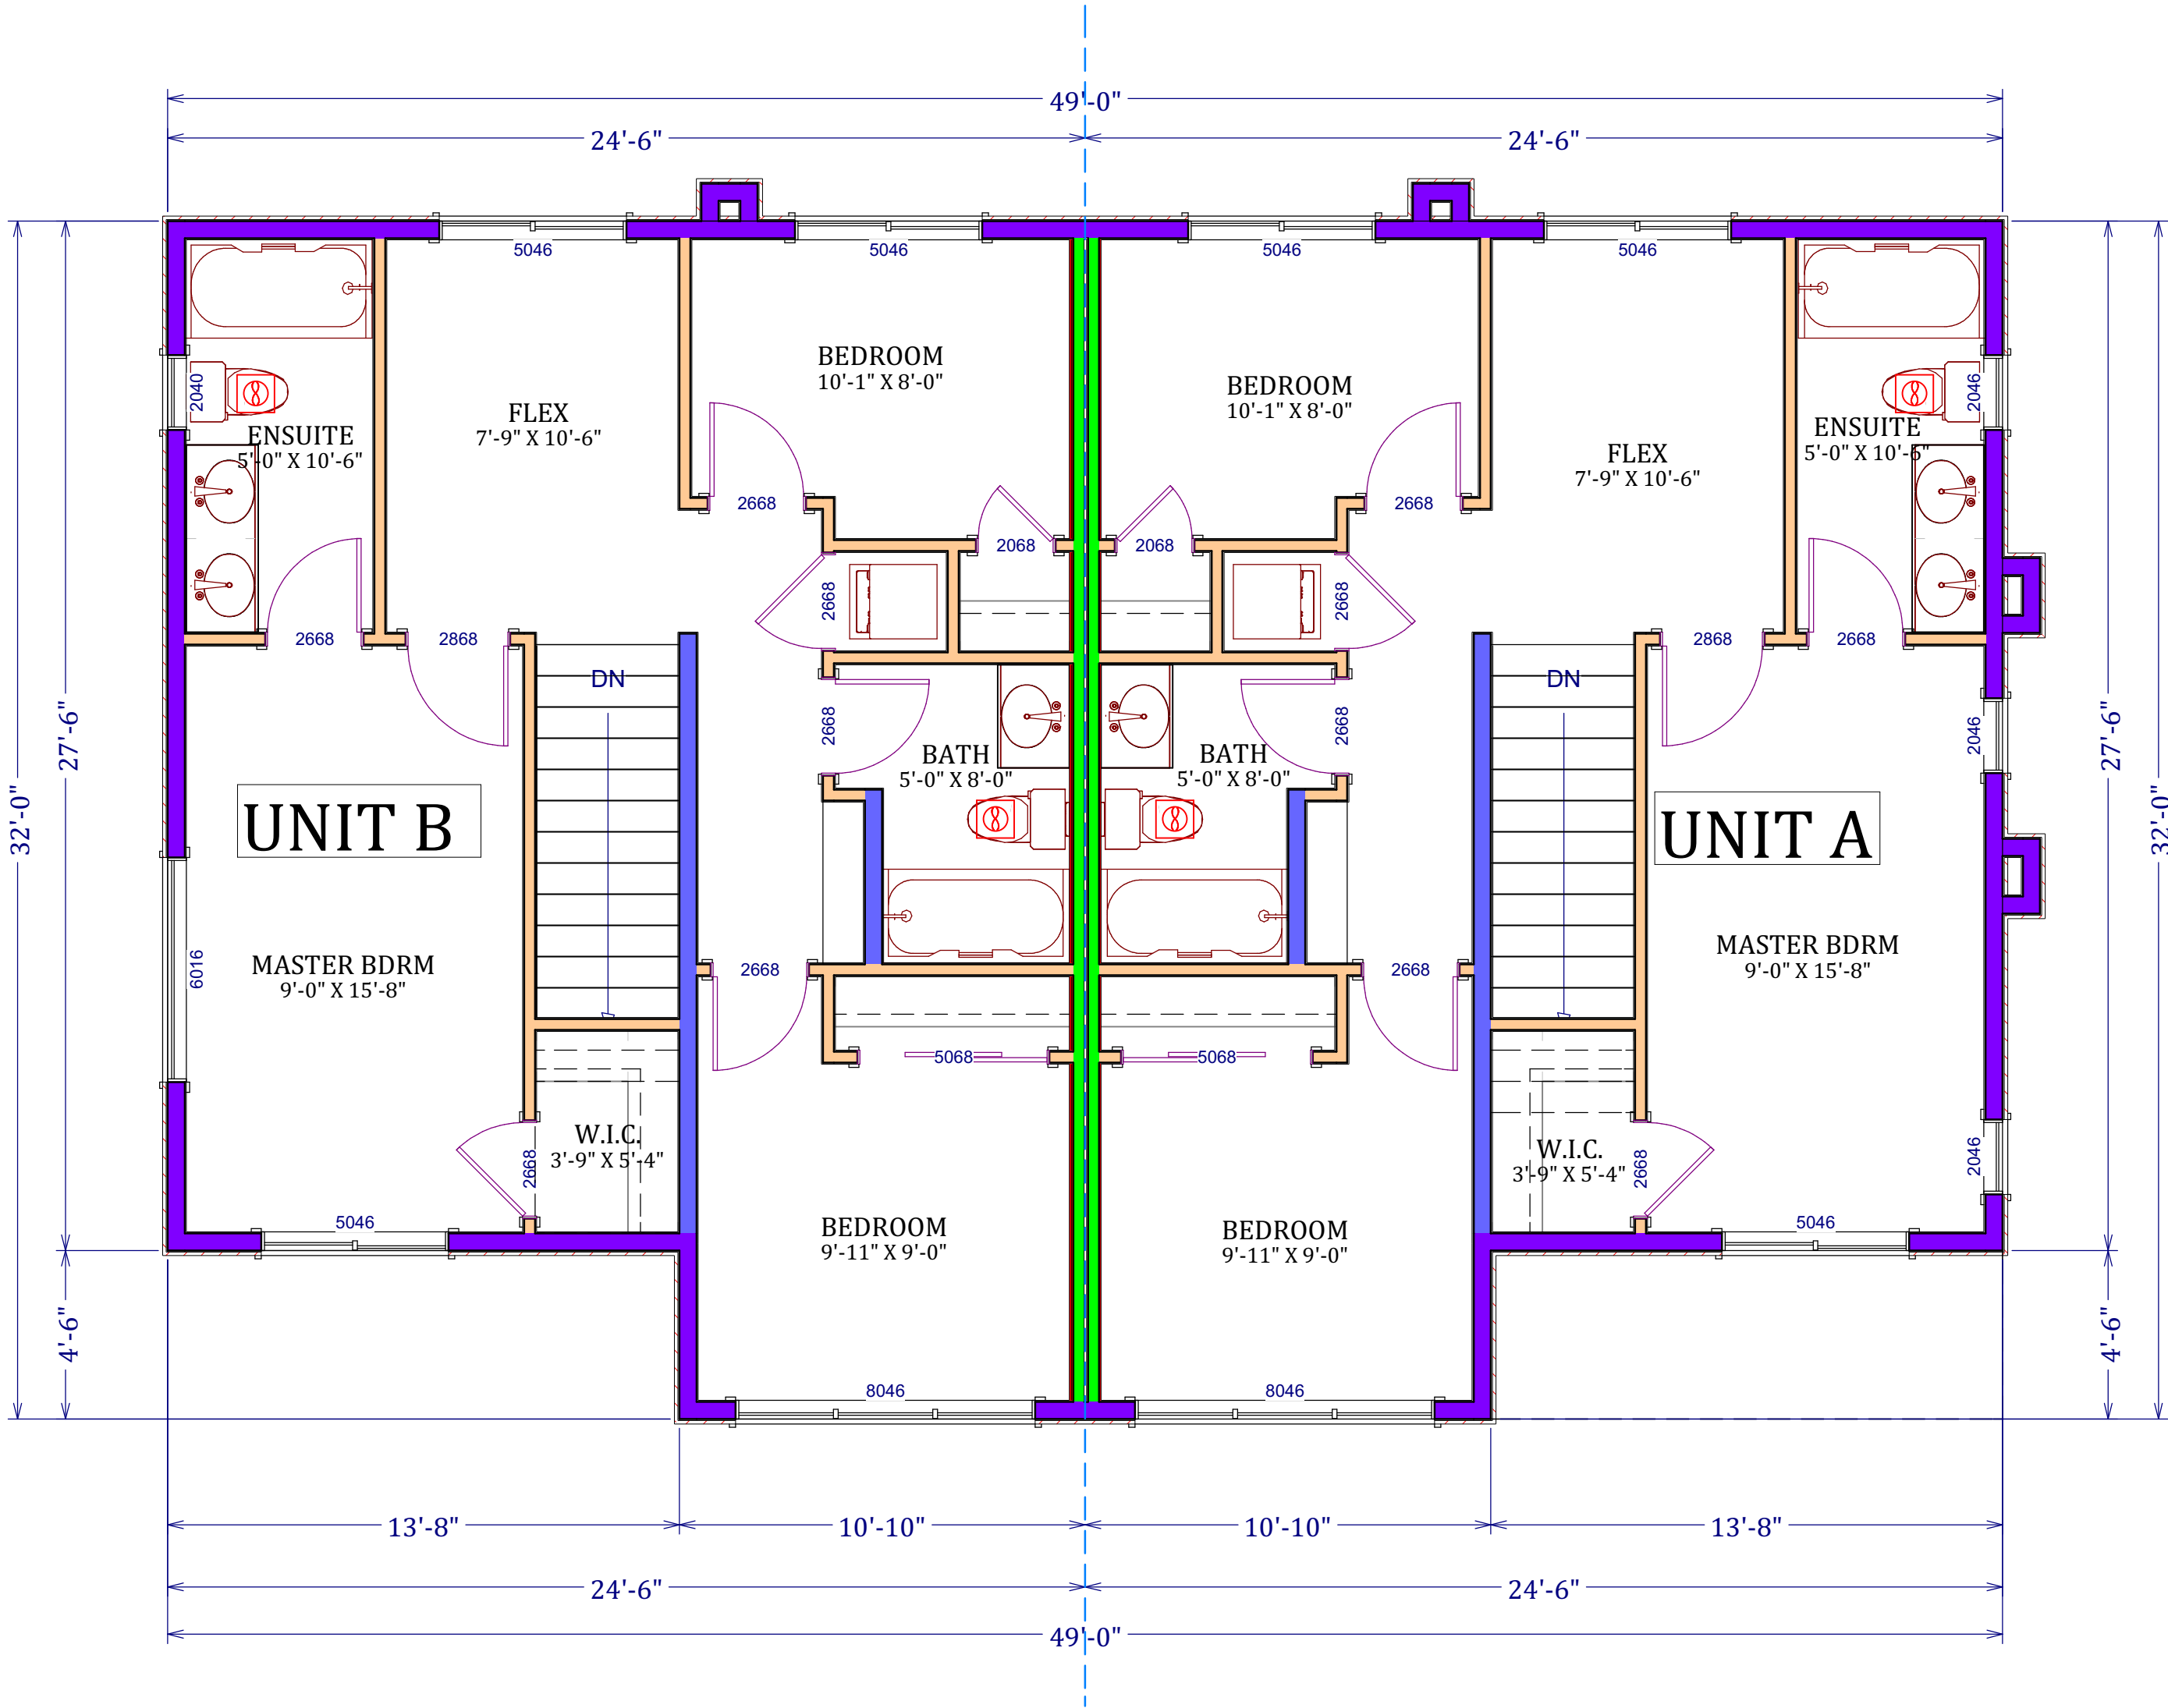 49'-0"
24'-6"
24'-6"
5046
5046
5046
5046
BEDROOM
10'-1" X 8'-0"
BEDROOM
10'-1" X 8'-0"
2040
2046
FLEX
7'-9" X 10'-6"
ENSUITE
5'-0" X 10'-6"
ENSUITE
5'-0" X 10'-6"
FLEX
7'-9" X 10'-6"
2668
2668
2068
2068
2668
2668
2668
2868
2868
2668
DN
DN
2668
2668
2046
27'-6"
27'-6"
BATH
5'-0" X 8'-0"
BATH
5'-0" X 8'-0"
32'-0"
32'-0"
UNIT B
UNIT A
6016
MASTER BDRM
9'-0" X 15'-8"
MASTER BDRM
9'-0" X 15'-8"
2668
2668
5068
5068
W.I.C.
3'-9" X 5'-4"
W.I.C.
3'-9" X 5'-4"
2668
2668
2046
5046
5046
BEDROOM
9'-11" X 9'-0"
BEDROOM
9'-11" X 9'-0"
4'-6"
4'-6"
8046
8046
13'-8"
10'-10"
10'-10"
13'-8"
24'-6"
24'-6"
49'-0"